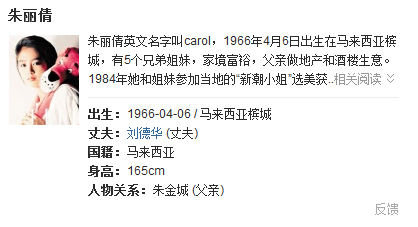 朱丽倩
朱丽倩英文名字叫carol，1966年4月6日出生在马来西亚槟
城，有5个兄弟姐妹，家境富裕，父亲做地产和酒楼生意。
1984年她和姐妹参加当地的“新潮小姐”选美获..相关阅读
出生：1966-04-06 / 马来西亚槟城
丈夫：刘德华 (丈夫)
国籍：马来西亚
身高：165cm
人物关系：朱金城 (父亲)
反馈